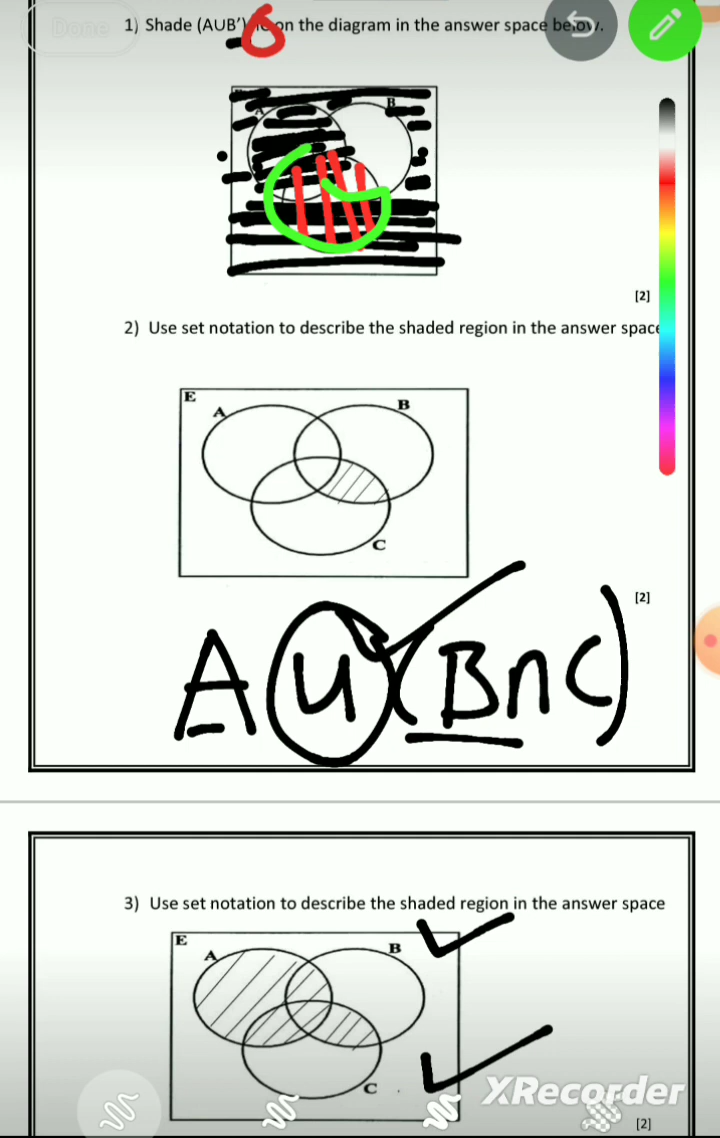 Done
1) Shade (AUB') on the diagram in the answer space below.
A
B
[2]
2) Use set notation to describe the shaded region in the answer space
E
A
B
C
[2]
A U (B n C)
3) Use set notation to describe the shaded region in the answer space
E
A
B
C
XRecorder
[2]